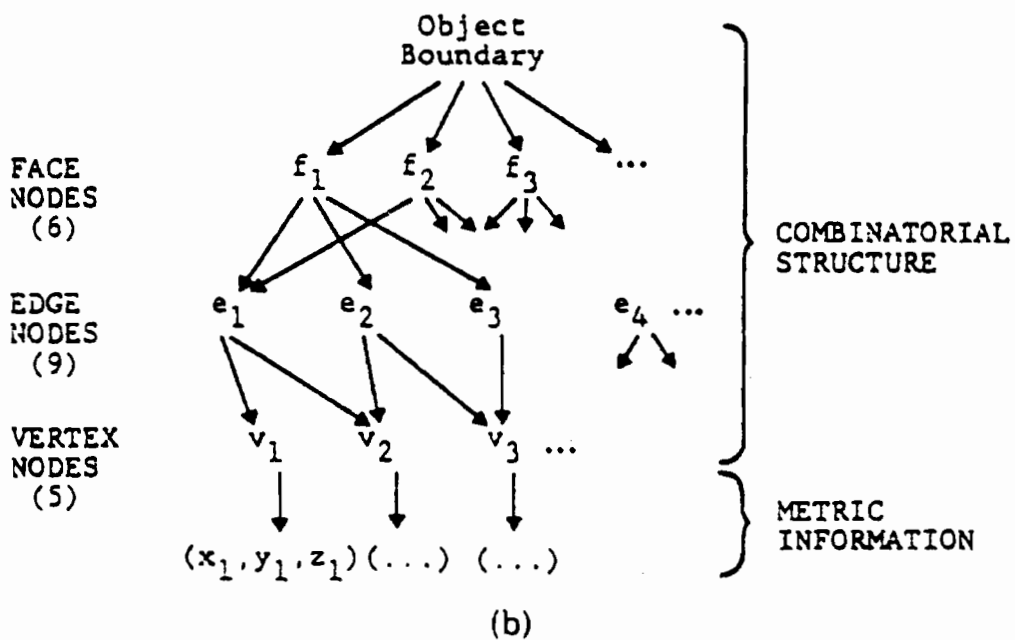 Object
Boundary
FACE
NODES
(6)
f1 f2 f3 ...
COMBINATORIAL
STRUCTURE
EDGE
NODES
(9)
e1 e2 e3 e4 ...
VERTEX
NODES
(5)
v1 v2 v3 ...
METRIC
INFORMATION
(x1,y1,z1) (...) (...)
(b)